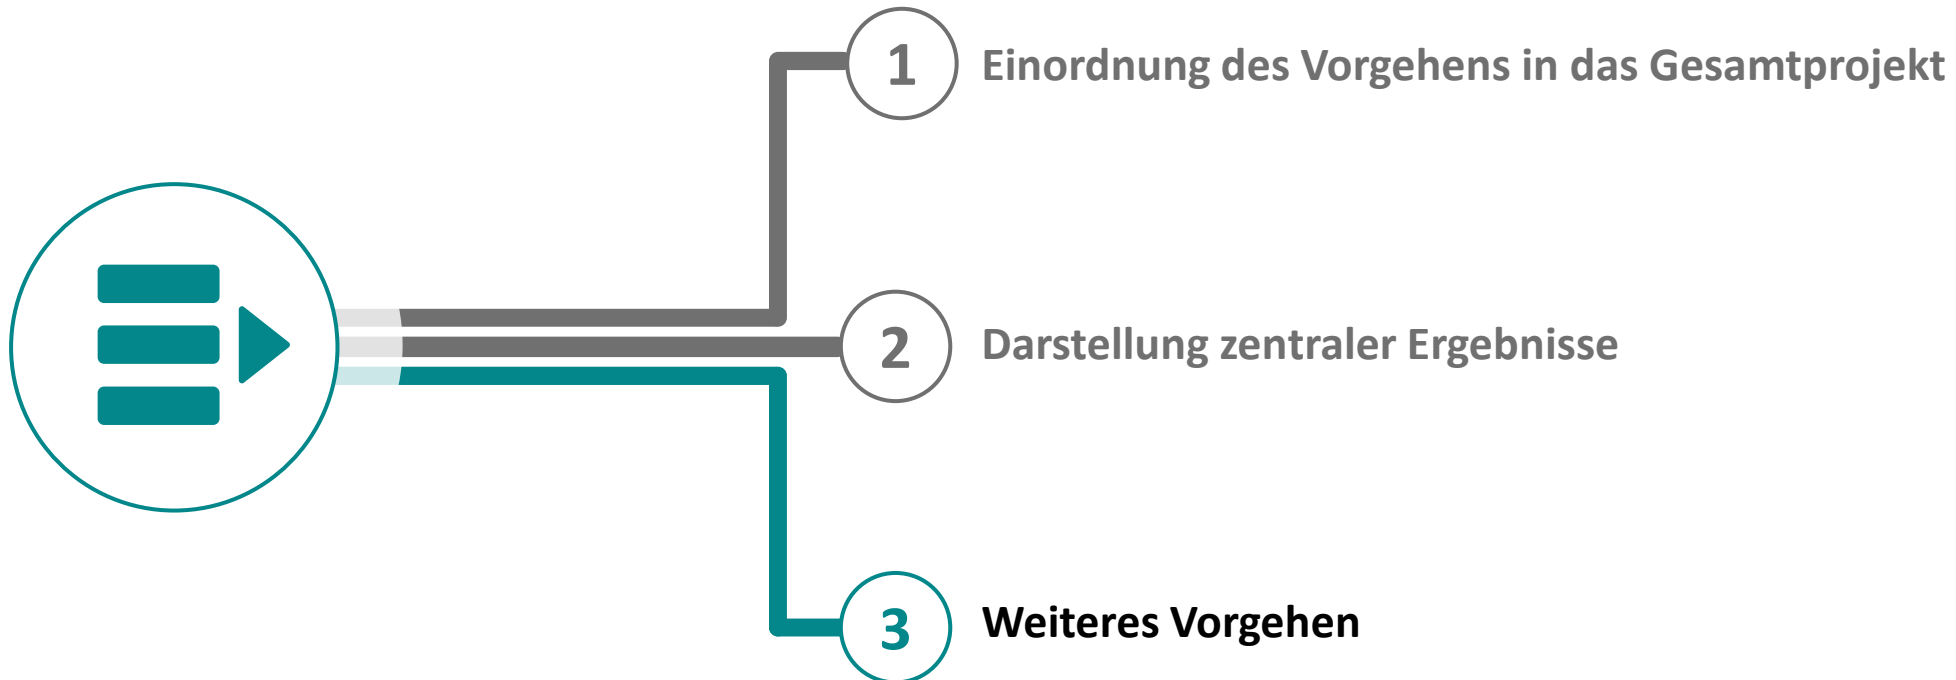 1 Einordnung des Vorgehens in das Gesamtprojekt
2 Darstellung zentraler Ergebnisse
3 Weiteres Vorgehen